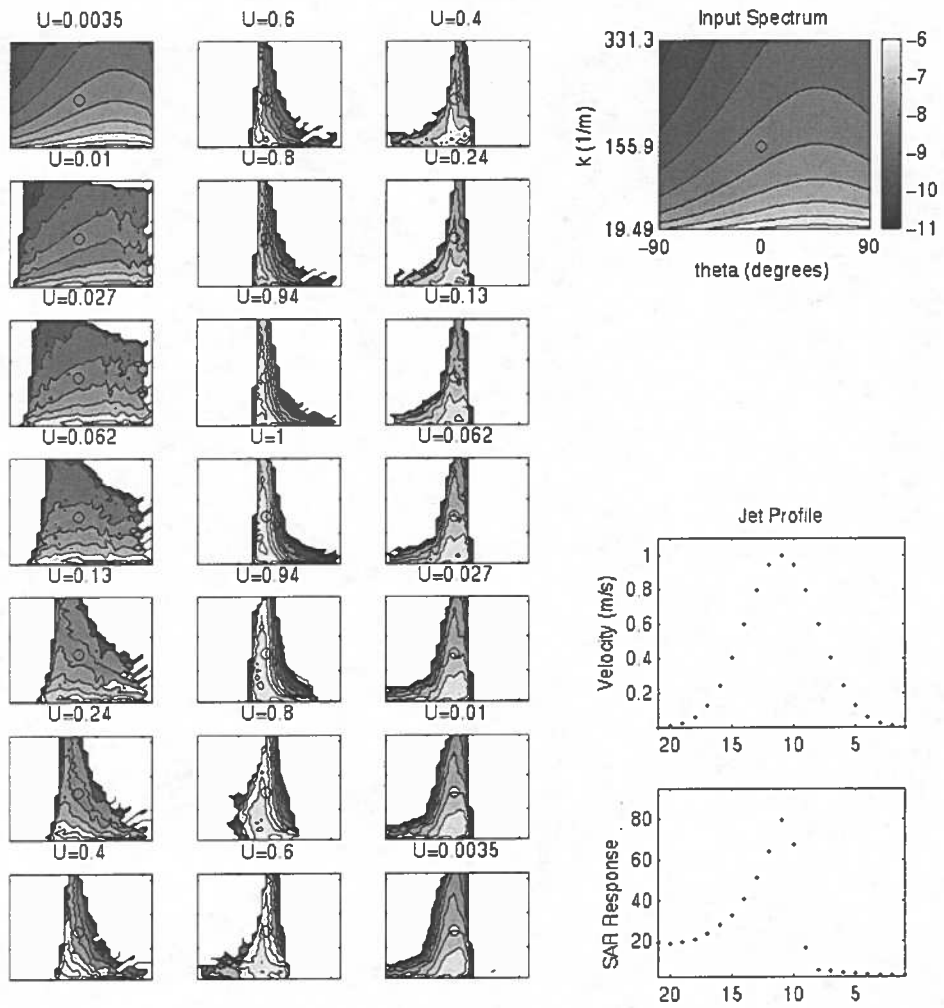 U=0.0035
U=0.6
U=0.4
Input Spectrum
331.3
155.9
19.49
k (1/m)
-90
0
90
theta (degrees)
-6
-7
-8
-9
-10
-11
U=0.01
U=0.8
U=0.24
U=0.027
U=0.94
U=0.13
U=0.062
U=1
U=0.062
U=0.13
U=0.94
U=0.027
U=0.24
U=0.8
U=0.01
U=0.4
U=0.6
U=0.0035
Jet Profile
Velocity (m/s)
1
0.8
0.6
0.4
0.2
20
15
10
5
SAR Response
80
60
40
20
20
15
10
5